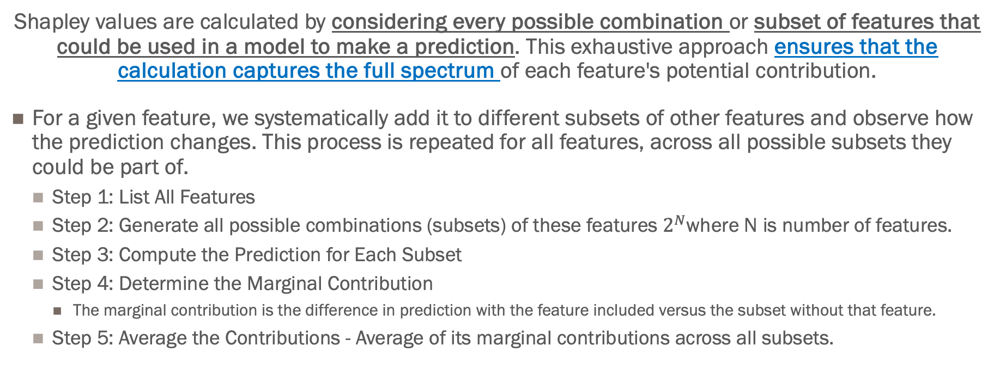 Shapley values are calculated by considering every possible combination or subset of features that
could be used in a model to make a prediction. This exhaustive approach ensures that the
calculation captures the full spectrum of each feature's potential contribution.
For a given feature, we systematically add it to different subsets of other features and observe how
the prediction changes. This process is repeated for all features, across all possible subsets they
could be part of.
Step 1: List All Features
Step 2: Generate all possible combinations (subsets) of these features 2^N where N is number of features.
Step 3: Compute the Prediction for Each Subset
Step 4: Determine the Marginal Contribution
The marginal contribution is the difference in prediction with the feature included versus the subset without that feature.
Step 5: Average the Contributions - Average of its marginal contributions across all subsets.